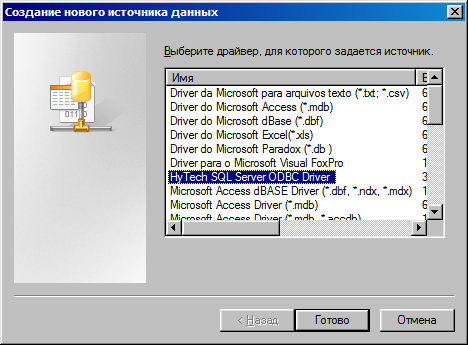 Создание нового источника данных
Выберите драйвер, для которого задается источник.
Имя В
Driver da Microsoft para arquivos texto (*.txt; *.csv) 6
Driver do Microsoft Access (*.mdb) 6
Driver do Microsoft dBase (*.dbf) 6
Driver do Microsoft Excel(*.xls) 6
Driver do Microsoft Paradox (*.db ) 6
Driver para o Microsoft Visual FoxPro 1
HyTech SQL Server ODBC Driver 3
Microsoft Access dBASE Driver (*.dbf, *.ndx, *.mdx) 1
Microsoft Access Driver (*.mdb) 6
Microsoft Access Driver (*.mdb, *.accdb) 1
< Назад Готово Отмена